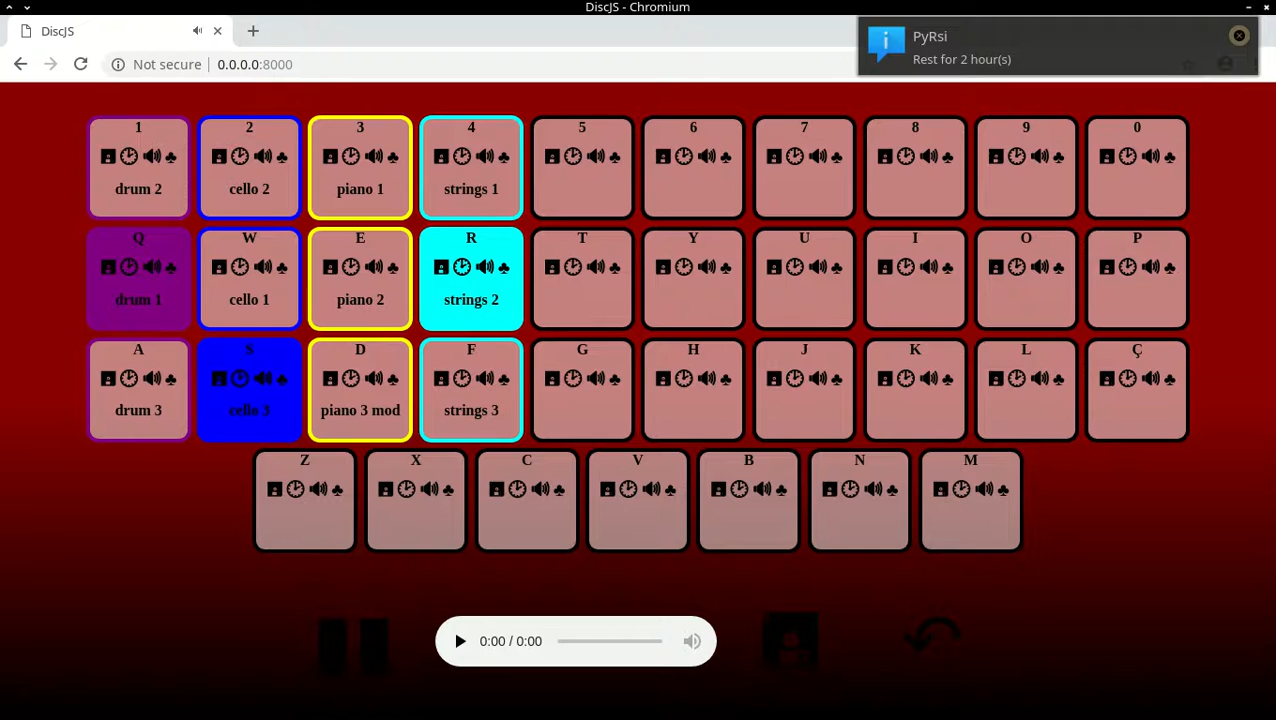 DiscJS - Chromium
DiscJS
PyRsi
Rest for 2 hour(s)
Not secure | 0.0.0.0:8000
1 2 3 4 5 6 7 8 9 0
drum 2 cello 2 piano 1 strings 1
Q W E R T Y U I O P
drum 1 cello 1 piano 2 strings 2
A S D F G H J K L Ç
drum 3 cello 3 piano 3 mod strings 3
Z X C V B N M
0:00 / 0:00